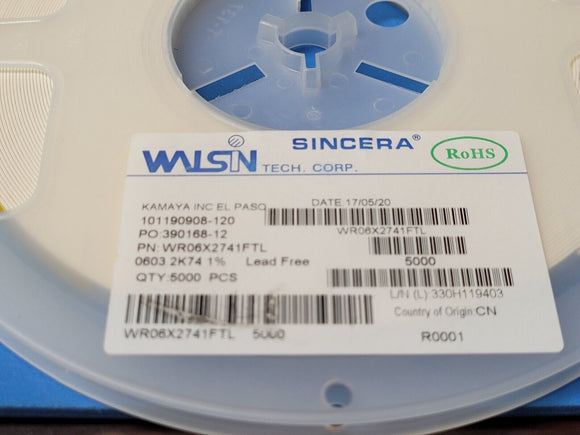 SINCERA®
WALSIN TECH. CORP.
RoHS
KAMAYA INC EL PASO
DATE 17/05/20
101190908-120
PO:390168-12
WR06X2741FTL
PN: WR06X2741FTL
0603 2K74 1% Lead Free
5000
QTY:5000 PCS
L/N (L):330H119403
Country of Origin:CN
WR06X2741FTL 5000
R0001